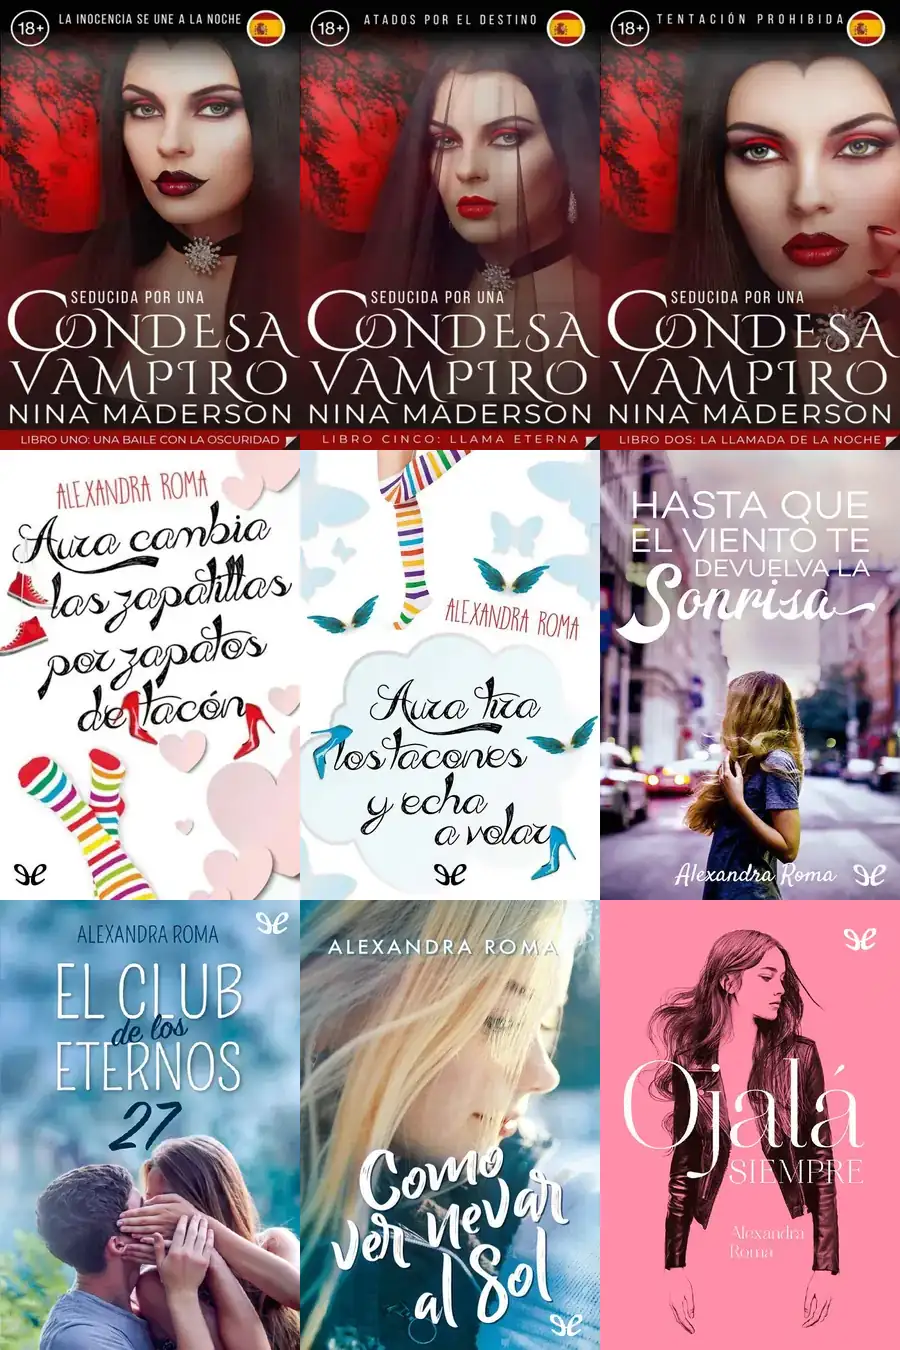 18+
LA INOCENCIA SE UNE A LA NOCHE
SEDUCIDA POR UNA
CONDESA
VAMPIRO
NINA MADERSON
LIBRO UNO: UNA BAILE CON LA OSCURIDAD
18+
ATADOS POR EL DESTINO
SEDUCIDA POR UNA
CONDESA
VAMPIRO
NINA MADERSON
LIBRO CINCO: LLAMA ETERNA
18+
TENTACIÓN PROHIBIDA
SEDUCIDA POR UNA
CONDESA
VAMPIRO
NINA MADERSON
LIBRO DOS: LA LLAMADA DE LA NOCHE
ALEXANDRA ROMA
Aura cambia
las zapatillas
por zapatos
de tacón
ALEXANDRA ROMA
Aura tira
los tacones
y echa
a volar
HASTA QUE
EL VIENTO TE
DEVUELVA LA
Sonrisa
Alexandra Roma
ALEXANDRA ROMA
EL CLUB
de los
ETERNOS
27
ALEXANDRA ROMA
Como
ver nevar
al Sol
Ojalá
SIEMPRE
Alexandra
Roma